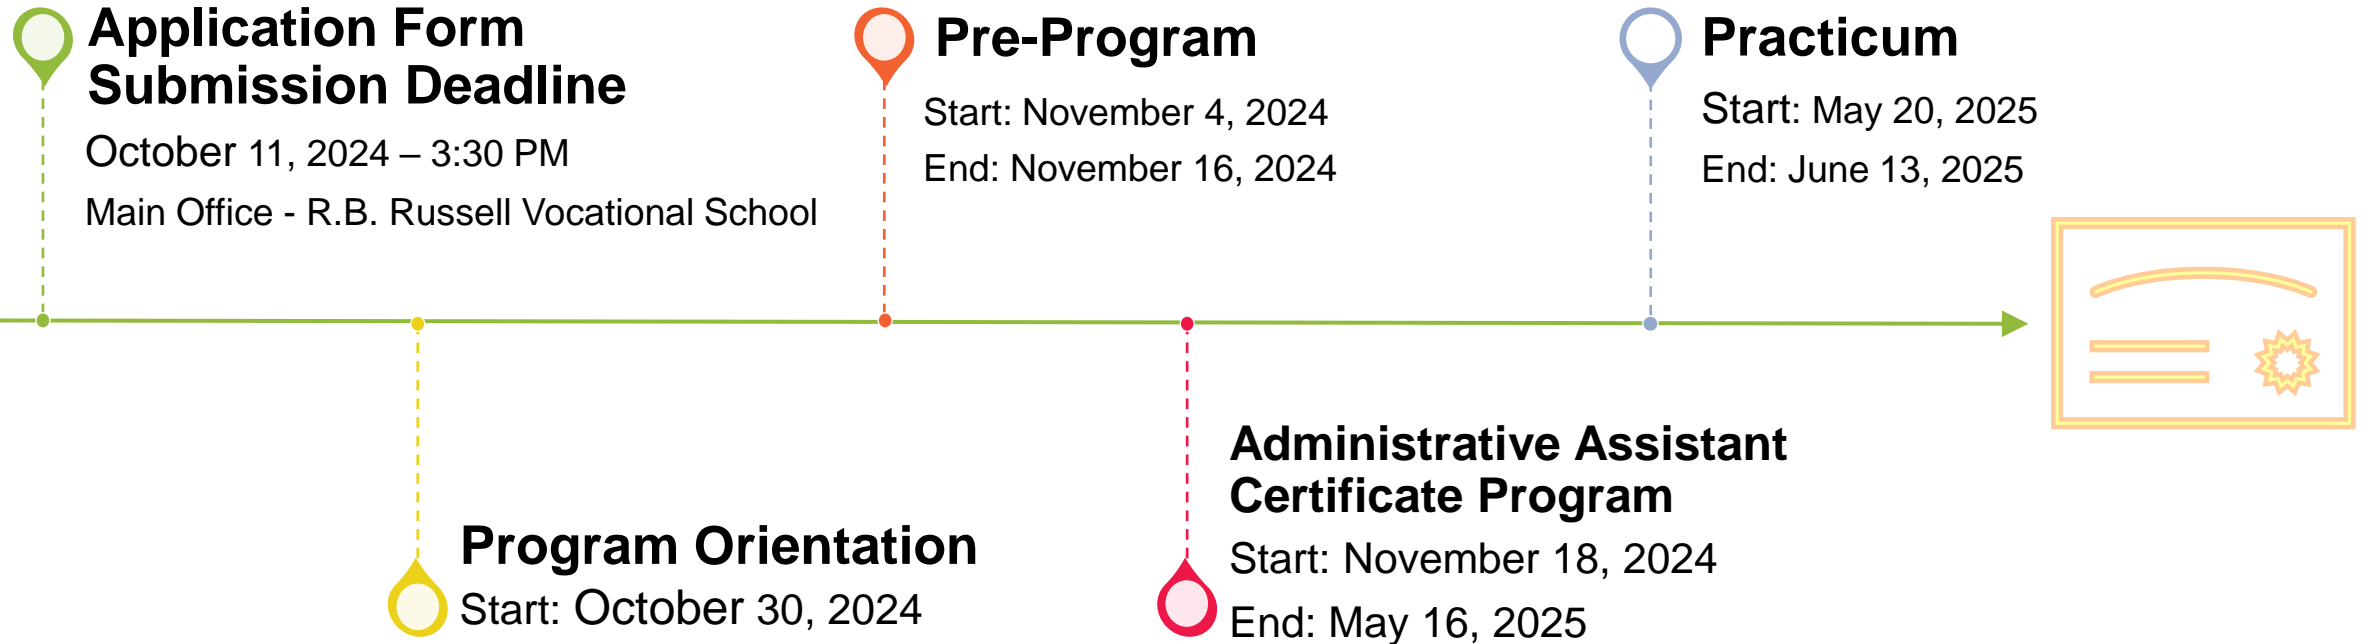 Application Form
Submission Deadline
October 11, 2024 – 3:30 PM
Main Office - R.B. Russell Vocational School
Program Orientation
Start: October 30, 2024
Pre-Program
Start: November 4, 2024
End: November 16, 2024
Administrative Assistant
Certificate Program
Start: November 18, 2024
End: May 16, 2025
Practicum
Start: May 20, 2025
End: June 13, 2025